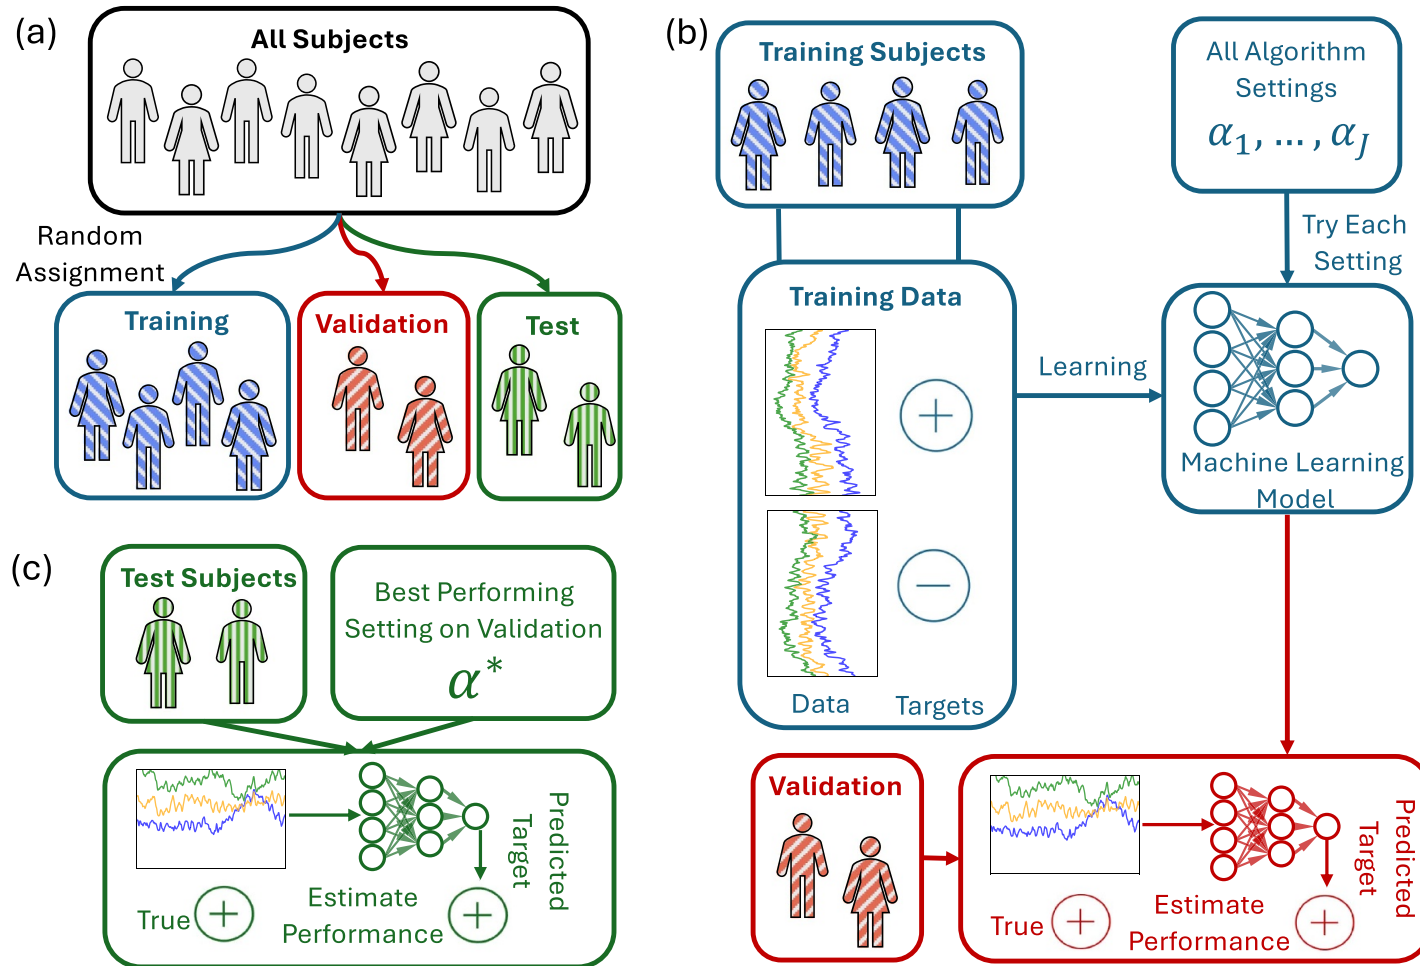 (a)
All Subjects
Random
Assignment
Training
Validation
Test
(b)
Training Subjects
All Algorithm
Settings
α₁, … , α_J
Try Each
Setting
Training Data
+
−
Data
Targets
Learning
Machine Learning
Model
Validation
True +
Estimate
Performance
+
Predicted
Target
(c)
Test Subjects
Best Performing
Setting on Validation
α*
True +
Estimate
Performance
+
Predicted
Target